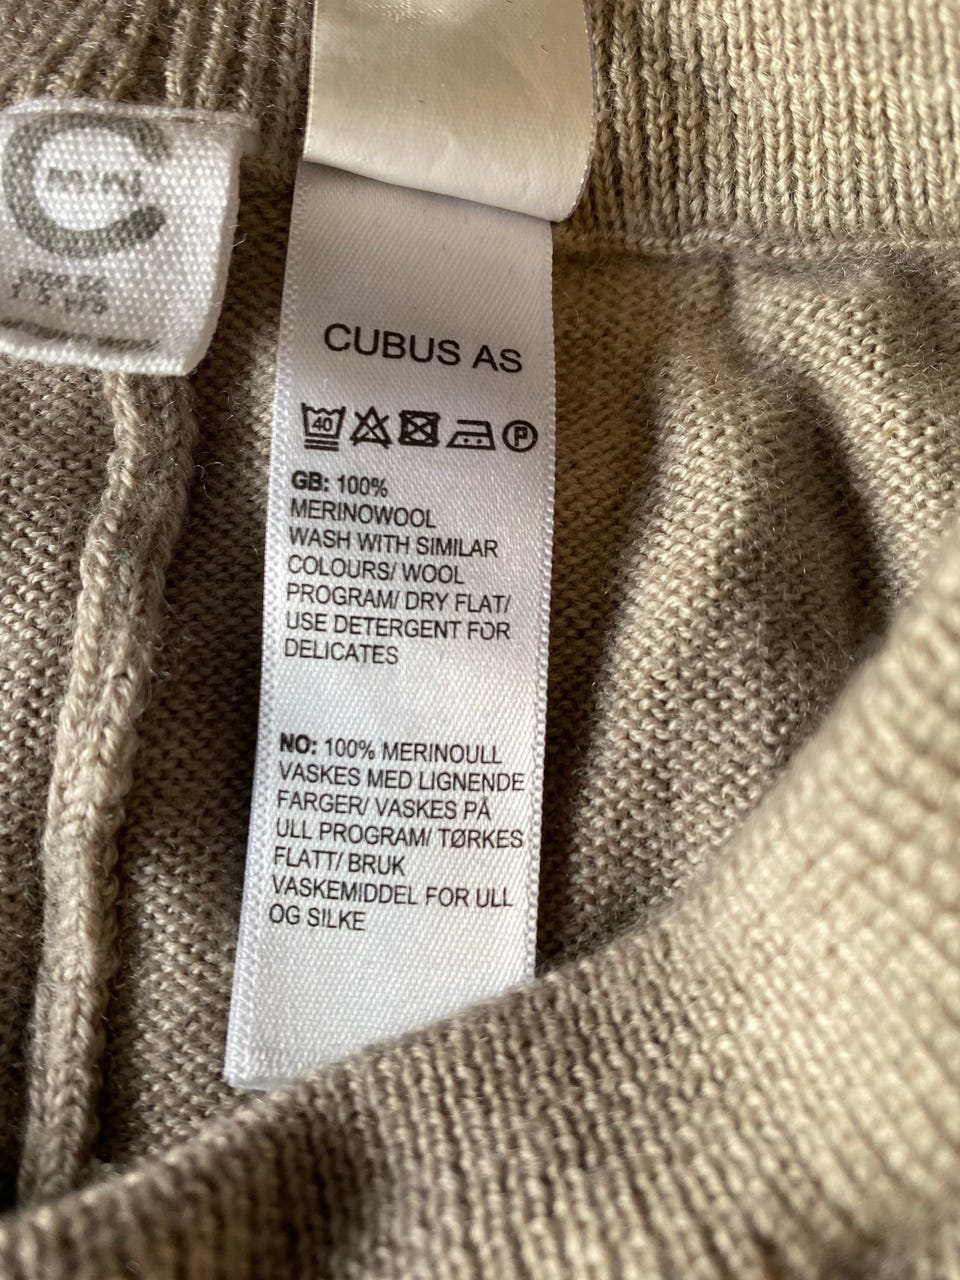 CUBUS AS
40 P
GB: 100%
MERINOWOOL
WASH WITH SIMILAR
COLOURS/ WOOL
PROGRAM/ DRY FLAT/
USE DETERGENT FOR
DELICATES
NO: 100% MERINOULL
VASKES MED LIGNENDE
FARGER/ VASKES PÅ
ULL PROGRAM/ TØRKES
FLATT/ BRUK
VASKEMIDDEL FOR ULL
OG SILKE